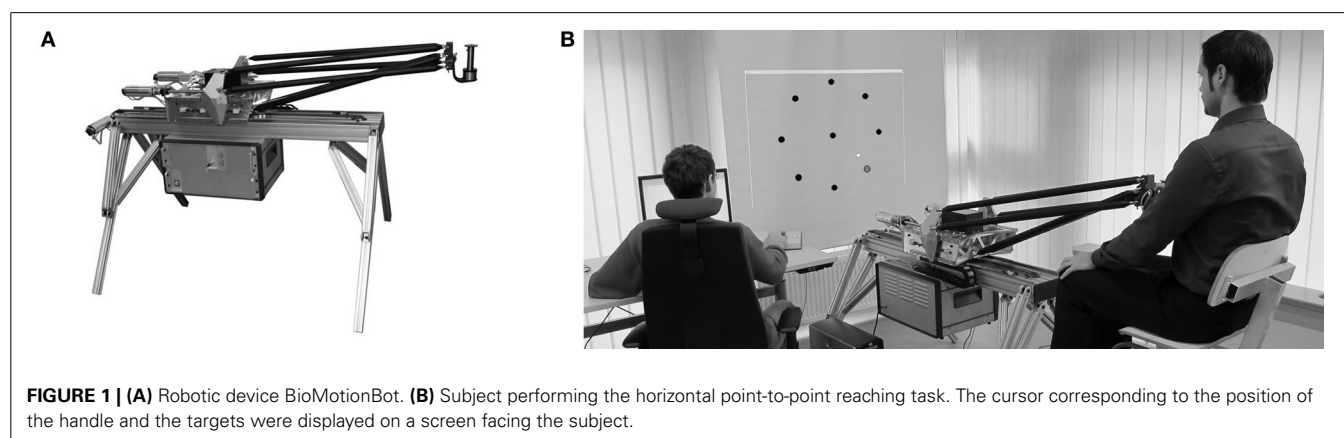 A
B
FIGURE 1 | (A) Robotic device BioMotionBot. (B) Subject performing the horizontal point-to-point reaching task. The cursor corresponding to the position of
the handle and the targets were displayed on a screen facing the subject.